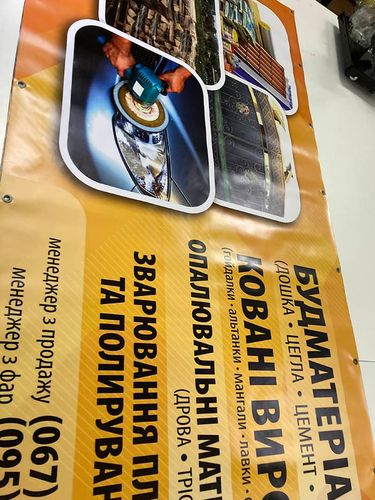 БУДМАТЕРІА
(ДОШКА • ЦЕГЛА • ЦЕМЕНТ •
КОВАНІ ВИРО
(гойдалки • альтанки • мангали • лавки •
ОПАЛЮВАЛЬНІ МАТ
(ДРОВА • ТРІС
ЗВАРЮВАННЯ ПЛ
ТА ПОЛІРУВАН
менеджер з продажу (067)
менеджер з фар (095